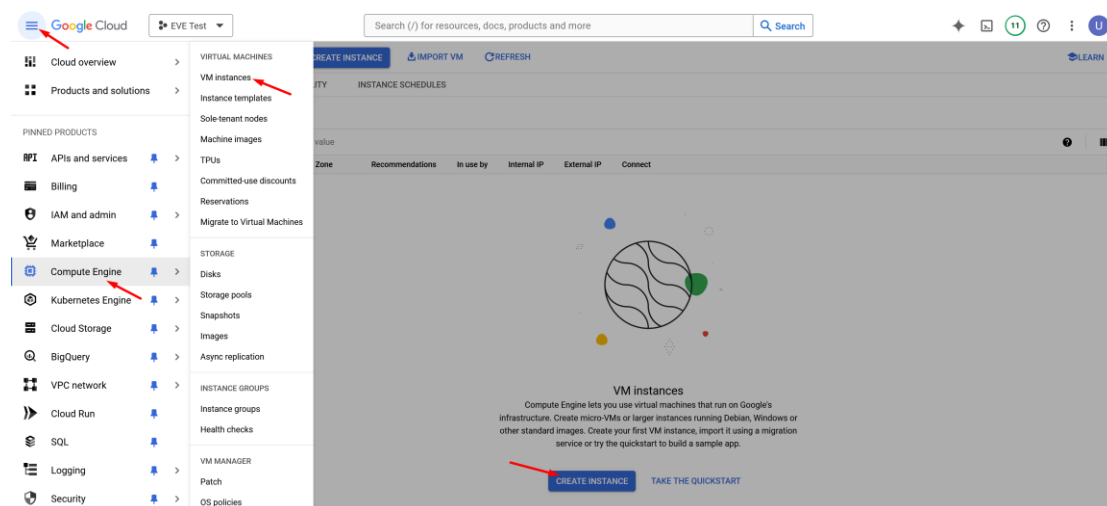 Google Cloud
EVE Test
Search (/) for resources, docs, products and more
Search
11
U
Cloud overview
Products and solutions
PINNED PRODUCTS
API
APIs and services
Billing
IAM and admin
Marketplace
Compute Engine
Kubernetes Engine
Cloud Storage
BigQuery
VPC network
Cloud Run
SQL
Logging
Security
VIRTUAL MACHINES
VM instances
Instance templates
Sole-tenant nodes
Machine images
TPUs
Committed-use discounts
Reservations
Migrate to Virtual Machines
STORAGE
Disks
Storage pools
Snapshots
Images
Async replication
INSTANCE GROUPS
Instance groups
Health checks
VM MANAGER
Patch
OS policies
CREATE INSTANCE
IMPORT VM
REFRESH
LEARN
ITY
INSTANCE SCHEDULES
value
Zone
Recommendations
In use by
Internal IP
External IP
Connect
VM instances
Compute Engine lets you use virtual machines that run on Google's
infrastructure. Create micro-VMs or larger instances running Debian, Windows or
other standard images. Create your first VM instance, import it using a migration
service or try the quickstart to build a sample app.
CREATE INSTANCE
TAKE THE QUICKSTART